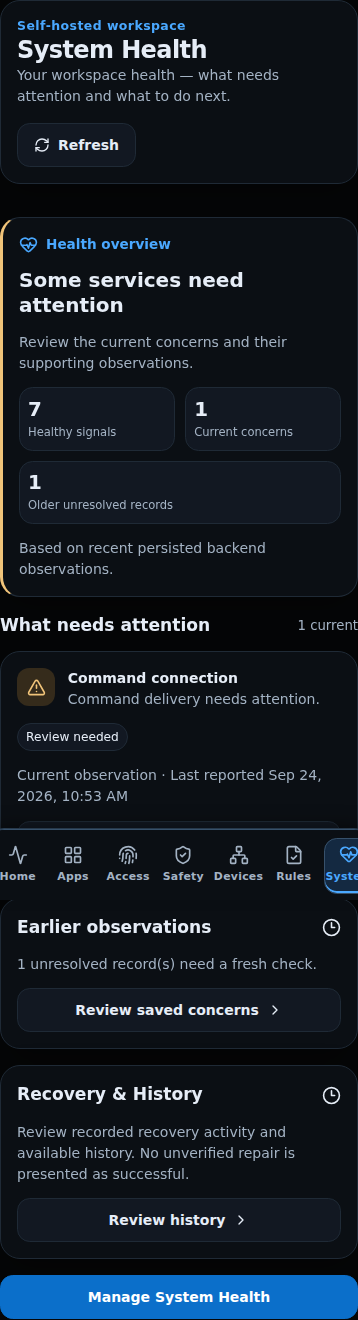 Self-hosted workspace
System Health
Your workspace health — what needs
attention and what to do next.
Refresh
Health overview
Some services need
attention
Review the current concerns and their
supporting observations.
7
Healthy signals
1
Current concerns
1
Older unresolved records
Based on recent persisted backend
observations.
What needs attention
1 current
Command connection
Command delivery needs attention.
Review needed
Current observation · Last reported Sep 24,
2026, 10:53 AM
Home
Apps
Access
Safety
Devices
Rules
Syste
Earlier observations
1 unresolved record(s) need a fresh check.
Review saved concerns
Recovery & History
Review recorded recovery activity and
available history. No unverified repair is
presented as successful.
Review history
Manage System Health